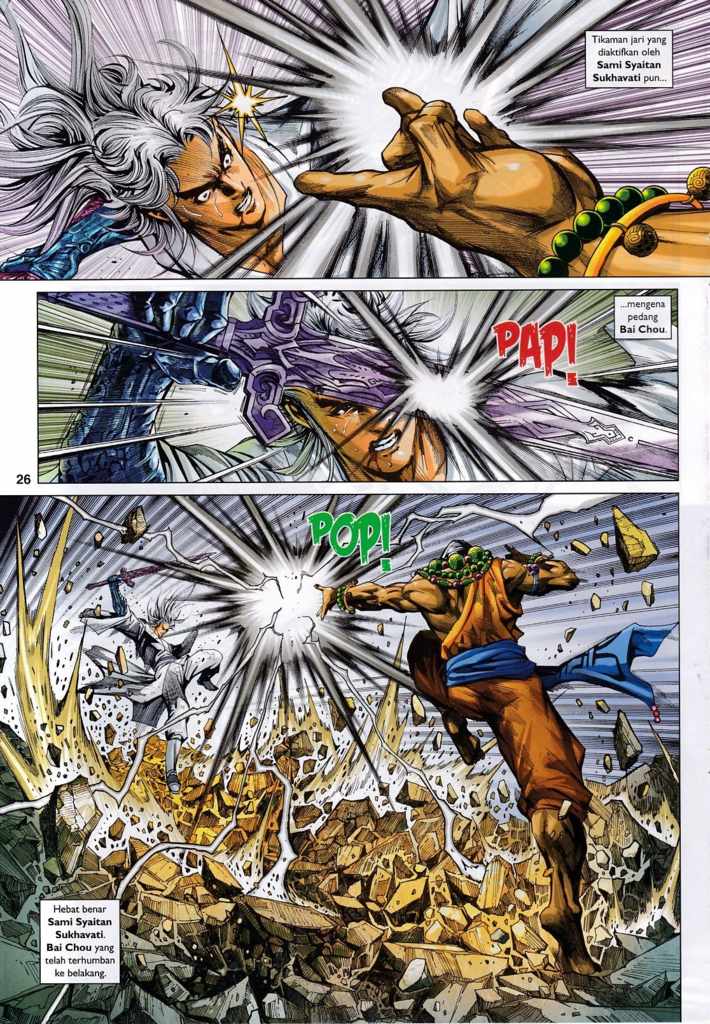 Tikaman jari yang
diaktifkan oleh
Sami Syaitan
Sukhavati pun...
...mengena
pedang
Bai Chou.
PAP!
26
POP!
Hebat benar
Sami Syaitan
Sukhavati.
Bai Chou yang
telah terhumban
ke belakang.